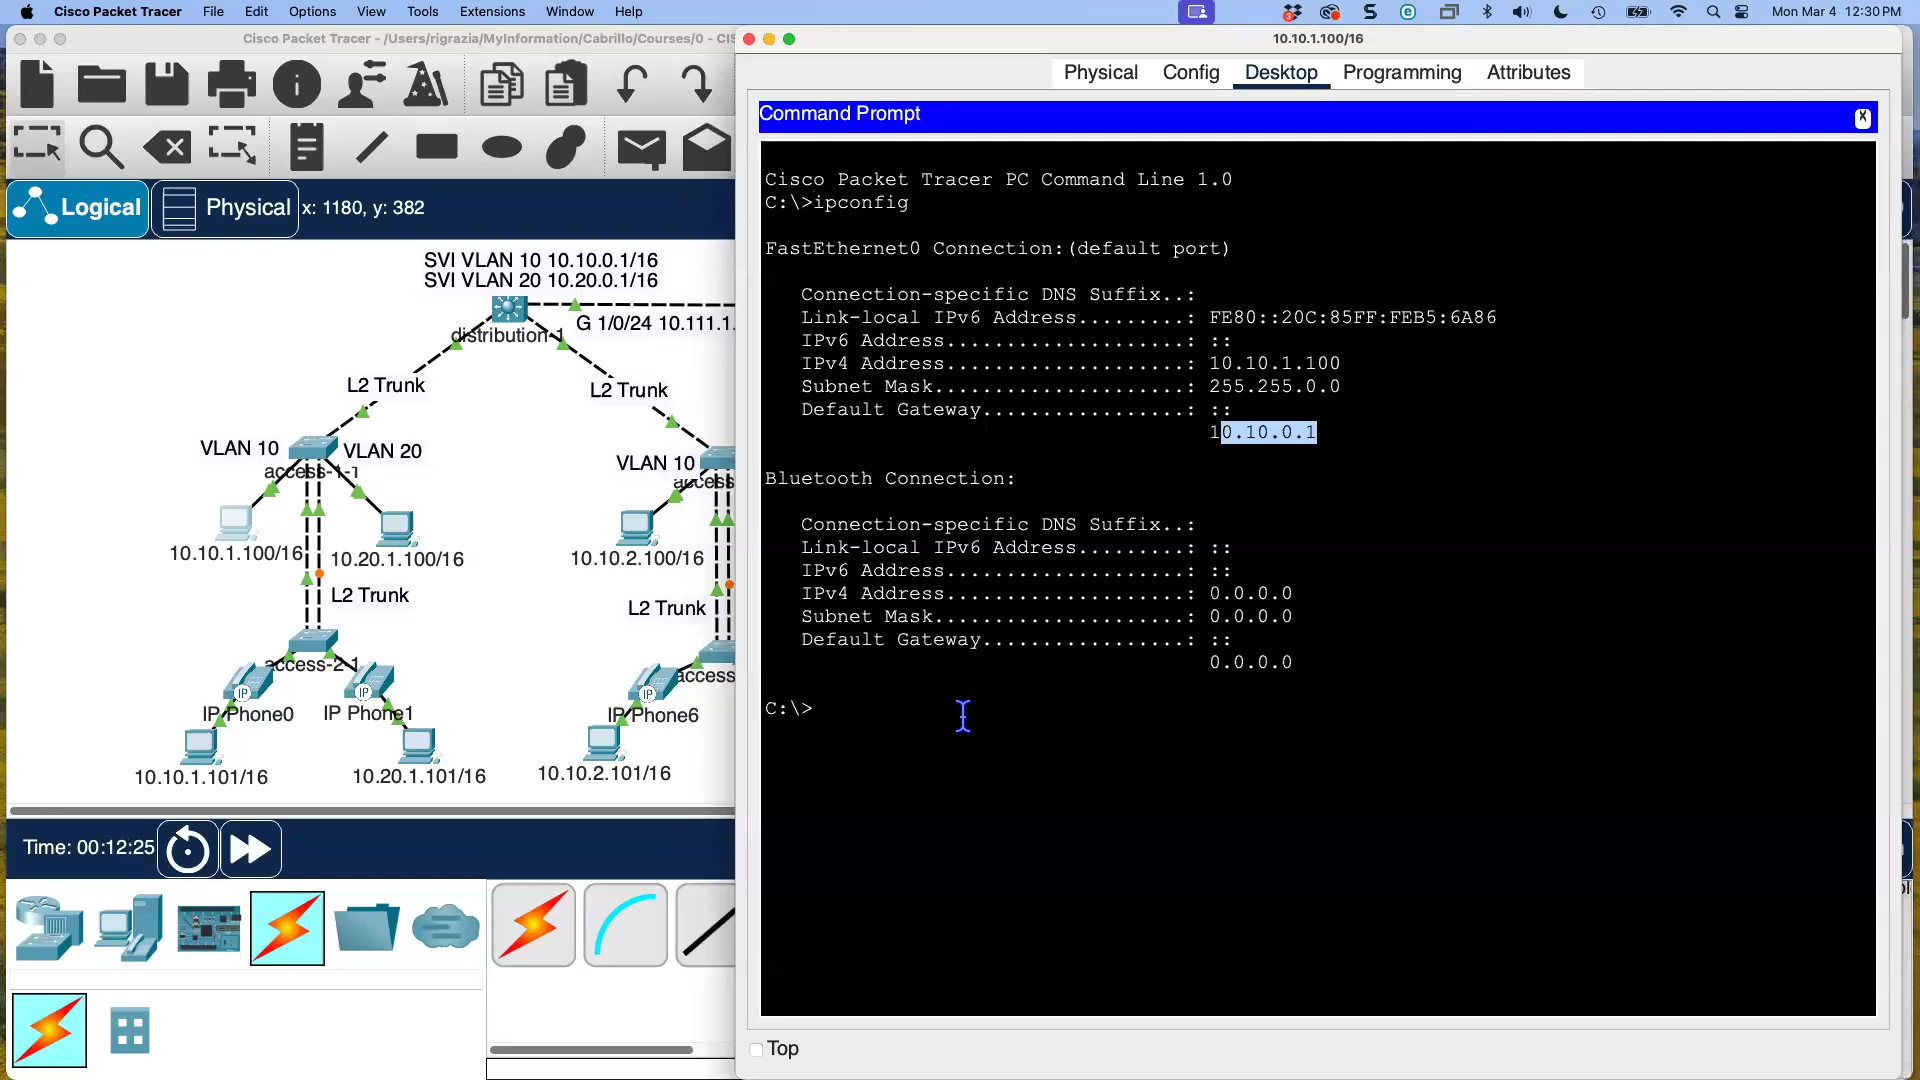 Cisco Packet Tracer File Edit Options View Tools Extensions Window Help
3
Mon Mar 4 12:30 PM
Cisco Packet Tracer - /Users/rigrazia/MyInformation/Cabrillo/Courses/0 - CIS
10.10.1.100/16
Physical Config Desktop Programming Attributes
Command Prompt
X
Logical
Physical
x: 1180, y: 382
SVI VLAN 10 10.10.0.1/16
SVI VLAN 20 10.20.0.1/16
G 1/0/24 10.111.1.
distribution-1
L2 Trunk
L2 Trunk
VLAN 10
VLAN 20
access-1-1
VLAN 10
access
10.10.1.100/16
10.20.1.100/16
10.10.2.100/16
L2 Trunk
L2 Trunk
access-2-1
access
IP
IP
IP
IP Phone0
IP Phone1
IP Phone6
10.10.1.101/16
10.20.1.101/16
10.10.2.101/16
Time: 00:12:25
Cisco Packet Tracer PC Command Line 1.0
C:\>ipconfig
FastEthernet0 Connection:(default port)
Connection-specific DNS Suffix..:
Link-local IPv6 Address.........: FE80::20C:85FF:FEB5:6A86
IPv6 Address....................: ::
IPv4 Address....................: 10.10.1.100
Subnet Mask.....................: 255.255.0.0
Default Gateway.................: ::
10.10.0.1
Bluetooth Connection:
Connection-specific DNS Suffix..:
Link-local IPv6 Address.........: ::
IPv6 Address....................: ::
IPv4 Address....................: 0.0.0.0
Subnet Mask.....................: 0.0.0.0
Default Gateway.................: ::
0.0.0.0
C:\>
Top